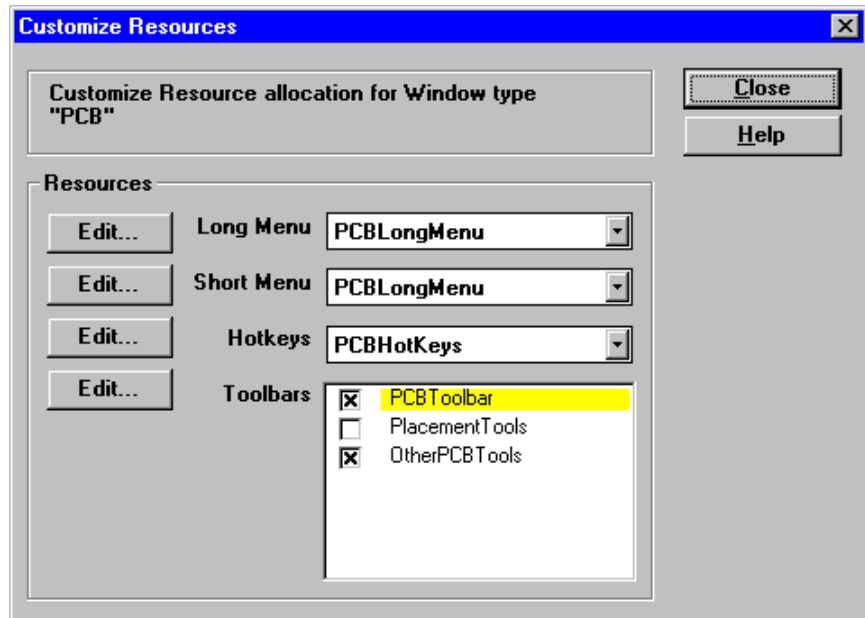 Customize Resources
Customize Resource allocation for Window type
"PCB"
Close
Help
Resources
Edit... Long Menu PCBLongMenu
Edit... Short Menu PCBLongMenu
Edit... Hotkeys PCBHotKeys
Edit... Toolbars PCBToolbar
PlacementTools
OtherPCBTools